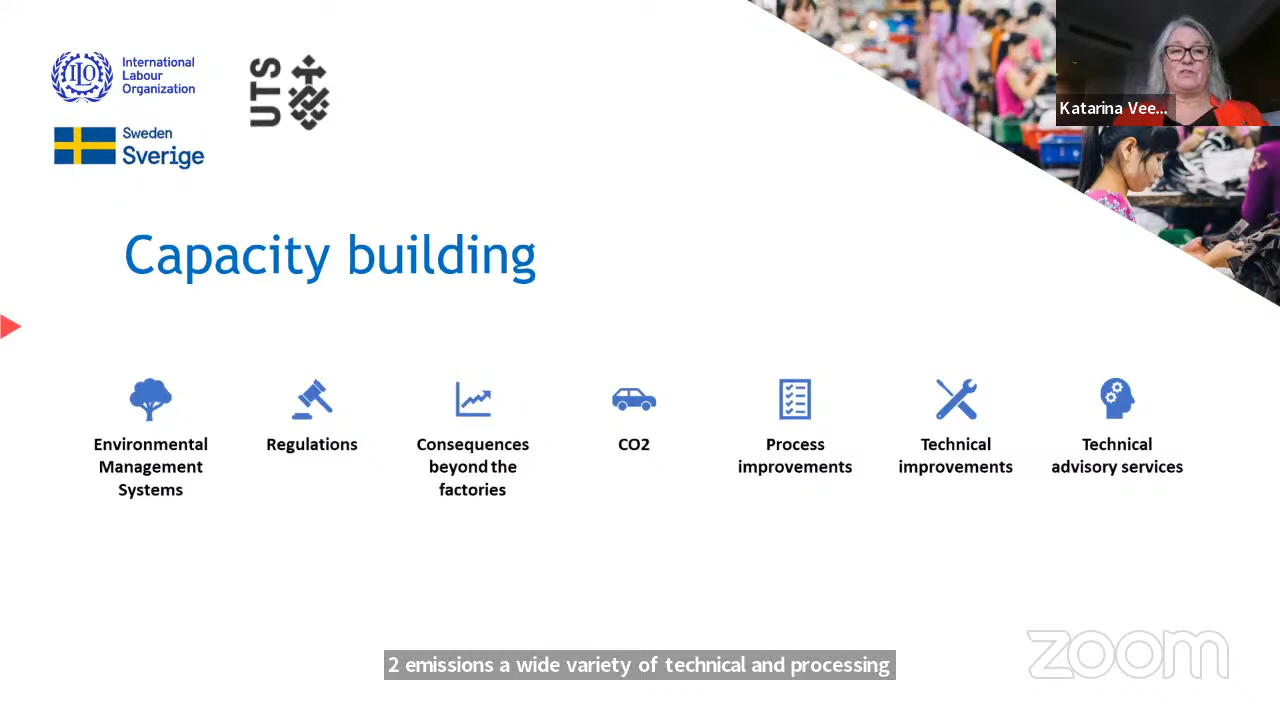 International
Labour
Organization
ILO
UTS
Sweden
Sverige
Katarina Vee...
Capacity building
Environmental
Management
Systems
Regulations
Consequences
beyond the
factories
CO2
Process
improvements
Technical
improvements
Technical
advisory services
2 emissions a wide variety of technical and processing
zoom